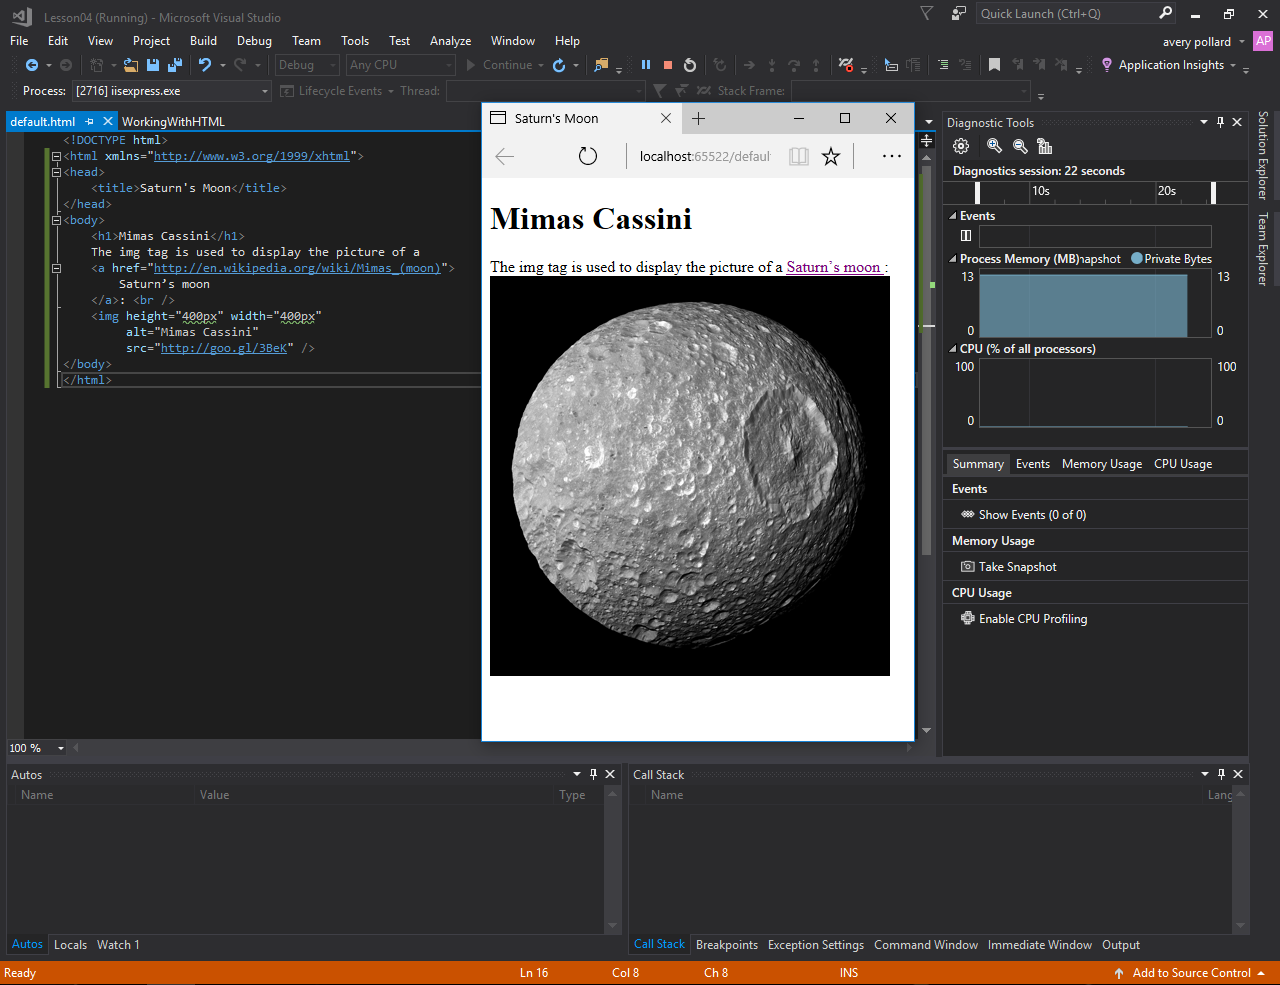 Lesson04 (Running) - Microsoft Visual Studio
Quick Launch (Ctrl+Q)
File Edit View Project Build Debug Team Tools Test Analyze Window Help
avery pollard AP
Debug Any CPU Continue Application Insights
Process: [2716] iisexpress.exe Lifecycle Events Thread: Stack Frame:
default.html WorkingWithHTML
<!DOCTYPE html>
<html xmlns="http://www.w3.org/1999/xhtml">
<head>
<title>Saturn's Moon</title>
</head>
<body>
<h1>Mimas Cassini</h1>
The img tag is used to display the picture of a
<a href="http://en.wikipedia.org/wiki/Mimas_(moon)">
Saturn’s moon
</a>: <br />
<img height="400px" width="400px"
alt="Mimas Cassini"
src="http://goo.gl/3BeK" />
</body>
</html>
100 %
Saturn's Moon
localhost:65522/defaul
Mimas Cassini
The img tag is used to display the picture of a Saturn’s moon :
Diagnostic Tools
Diagnostics session: 22 seconds
10s 20s
Events
Process Memory (MB)napshot Private Bytes
13 13
0 0
CPU (% of all processors)
100 100
0 0
Summary Events Memory Usage CPU Usage
Events
Show Events (0 of 0)
Memory Usage
Take Snapshot
CPU Usage
Enable CPU Profiling
Solution Explorer
Team Explorer
Autos
Name Value Type
Autos Locals Watch 1
Call Stack
Name Lang
Call Stack Breakpoints Exception Settings Command Window Immediate Window Output
Ready Ln 16 Col 8 Ch 8 INS Add to Source Control